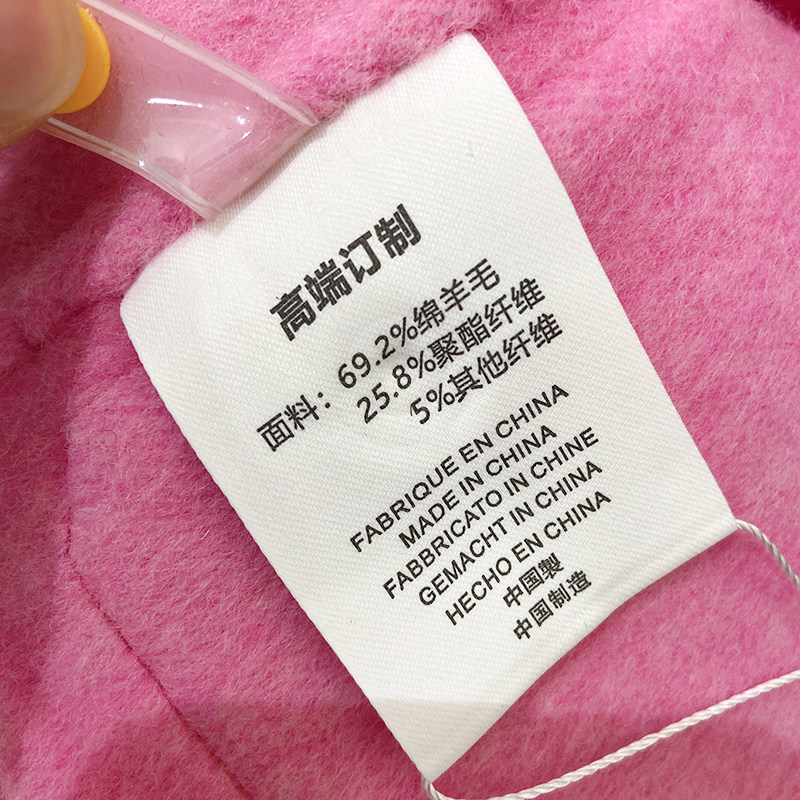 高端订制
面料：69.2%绵羊毛
25.8%聚酯纤维
5%其他纤维
FABRIQUE EN CHINA
MADE IN CHINA
FABBRICATO IN CHINE
GEMACHT IN CHINA
HECHO EN CHINA
中国製
中国制造